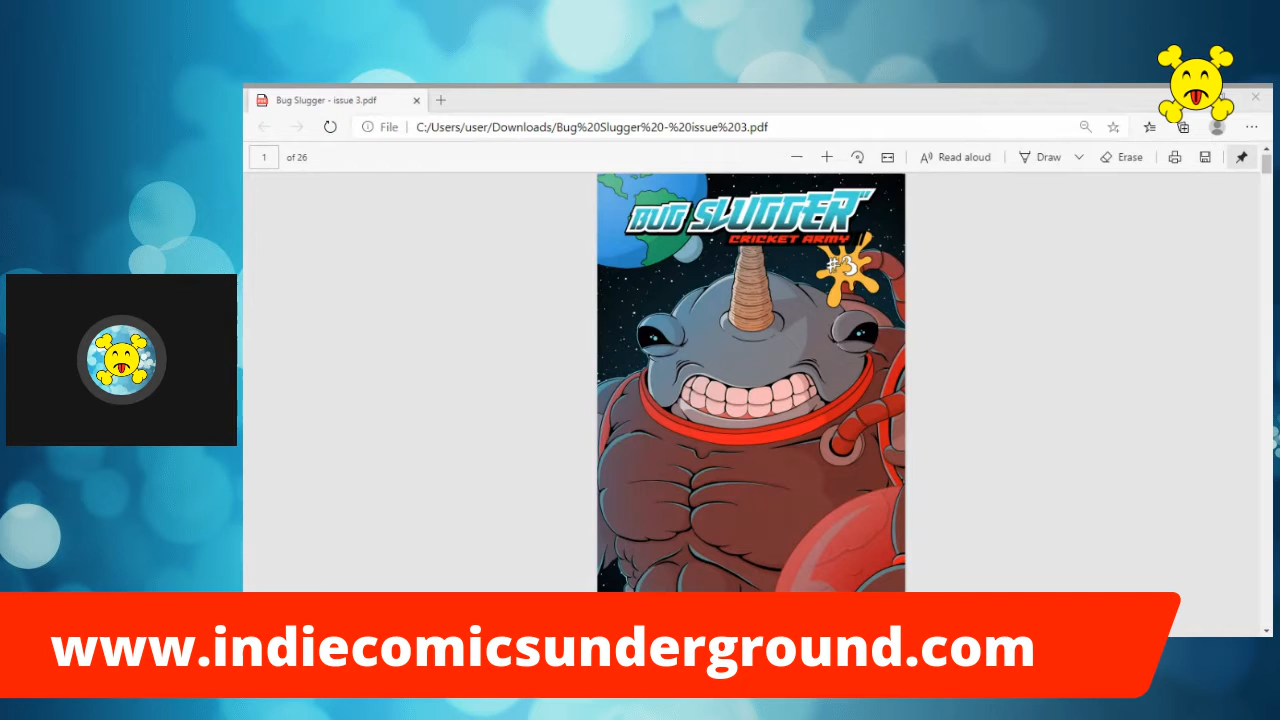 Bug Slugger - issue 3.pdf
File C:/Users/user/Downloads/Bug%20Slugger%20-%20issue%203.pdf
1 of 26
Read aloud
Draw
Erase
BUG SLUGGER
CRICKET ARMY
#3
www.indiecomicsunderground.com